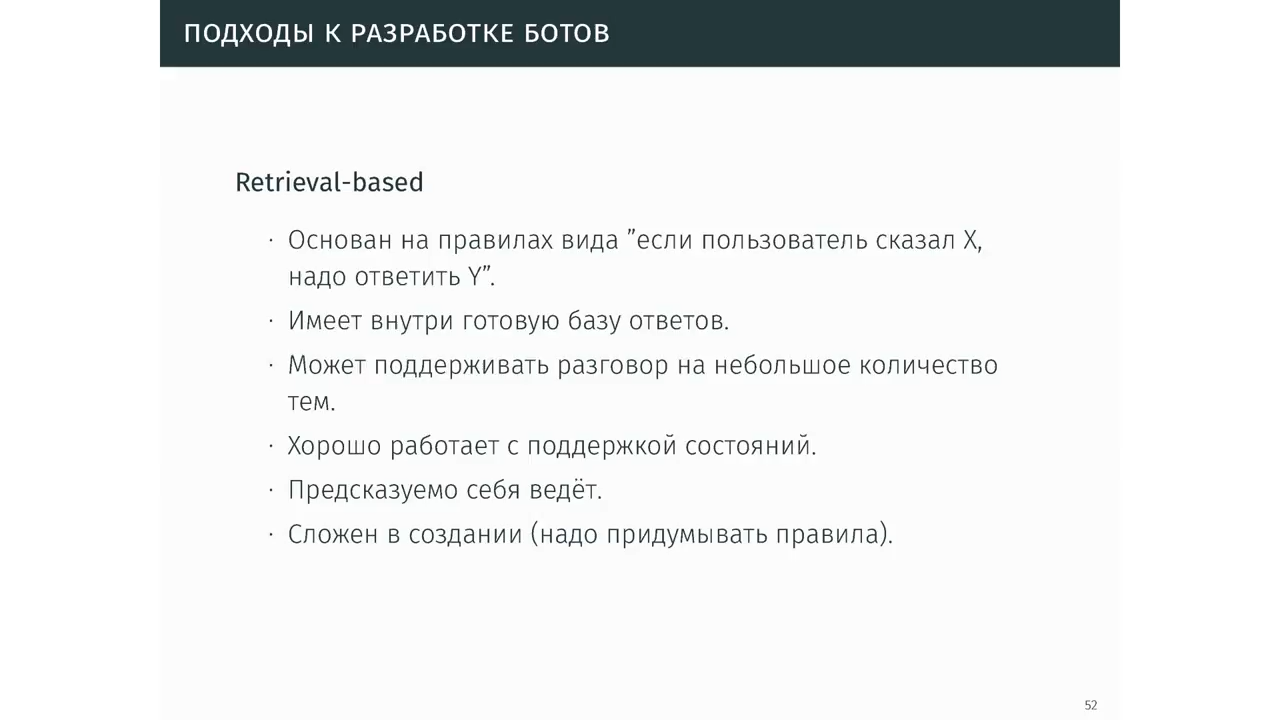 ПОДХОДЫ К РАЗРАБОТКЕ БОТОВ
Retrieval-based
· Основан на правилах вида ”если пользователь сказал X,
надо ответить Y”.
· Имеет внутри готовую базу ответов.
· Может поддерживать разговор на небольшое количество
тем.
· Хорошо работает с поддержкой состояний.
· Предсказуемо себя ведёт.
· Сложен в создании (надо придумывать правила).
52